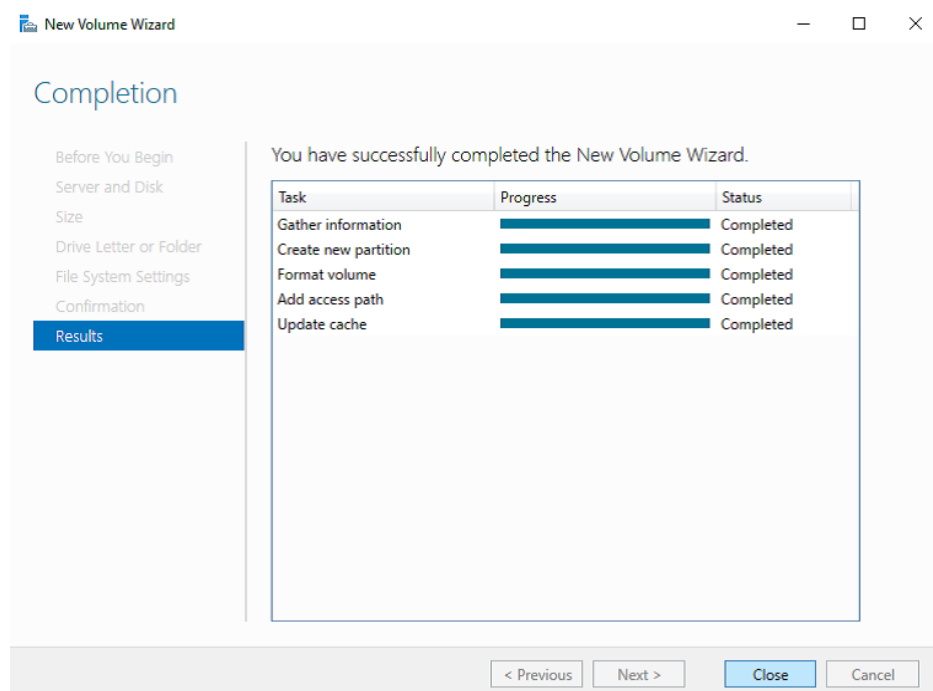 New Volume Wizard
Completion
Before You Begin
Server and Disk
Size
Drive Letter or Folder
File System Settings
Confirmation
Results
You have successfully completed the New Volume Wizard.
Task Progress Status
Gather information Completed
Create new partition Completed
Format volume Completed
Add access path Completed
Update cache Completed
< Previous Next > Close Cancel